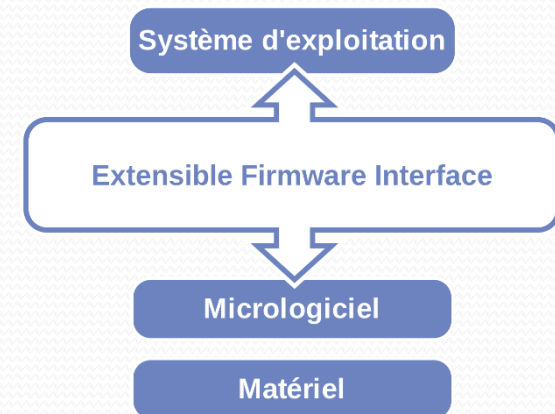 Système d'exploitation
Extensible Firmware Interface
Micrologiciel
Matériel